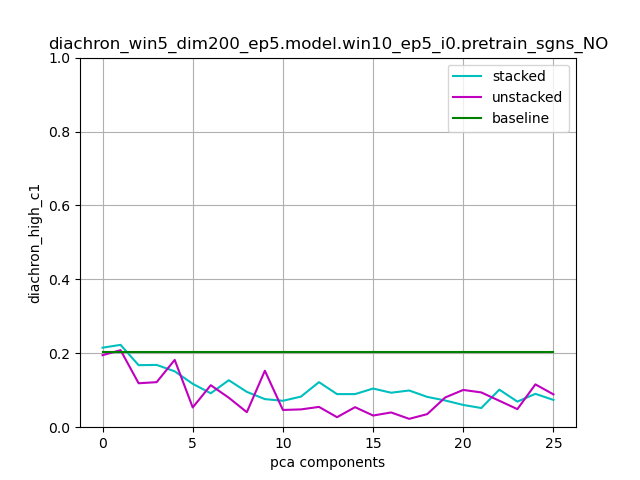 diachron_win5_dim200_ep5.model.win10_ep5_i0.pretrain_sgns_NO
1.0
0.8
0.6
0.4
0.2
0.0
diachron_high_c1
stacked
unstacked
baseline
0 5 10 15 20 25
pca components